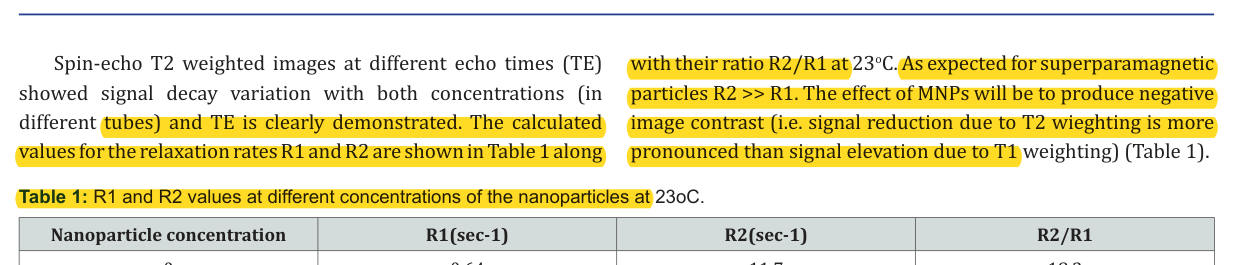 Spin-echo T2 weighted images at different echo times (TE)
showed signal decay variation with both concentrations (in
different tubes) and TE is clearly demonstrated. The calculated
values for the relaxation rates R1 and R2 are shown in Table 1 along
with their ratio R2/R1 at 23°C. As expected for superparamagnetic
particles R2 >> R1. The effect of MNPs will be to produce negative
image contrast (i.e. signal reduction due to T2 wieghting is more
pronounced than signal elevation due to T1 weighting) (Table 1).
Table 1: R1 and R2 values at different concentrations of the nanoparticles at 23oC.
Nanoparticle concentration R1(sec-1) R2(sec-1) R2/R1